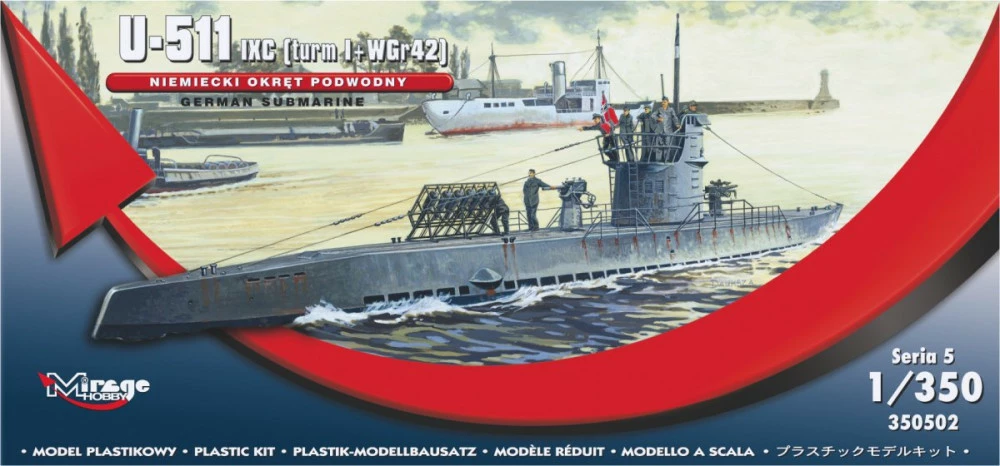 U-511 IXC (turm I+WGr42)
NIEMIECKI OKRĘT PODWODNY
GERMAN SUBMARINE
Seria 5
1/350
350502
Mirage
HOBBY
• MODEL PLASTIKOWY • PLASTIC KIT • PLASTIK-MODELLBAUSATZ • MODÈLE RÉDUIT • MODELLO A SCALA • プラスチックモデルキット •